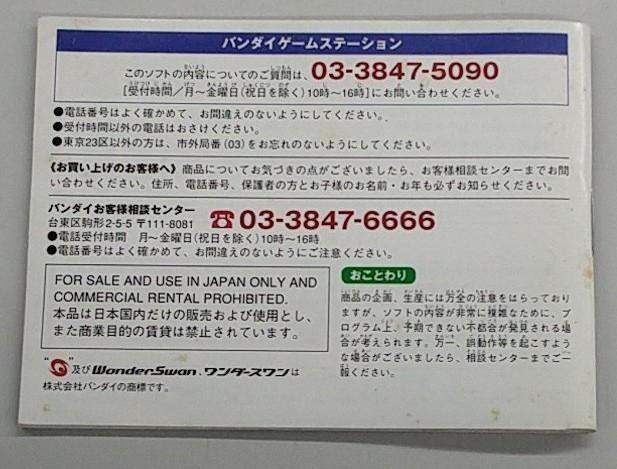 バンダイゲームステーション
このソフトの内容についてのご質問は、03-3847-5090
[受付時間/月～金曜日(祝日を除く)10時～16時]にお問い合わせください。
●電話番号はよく確かめて、お間違えのないようにしてください。
●受付時間以外の電話はおさけください。
●東京23区以外の方は、市外局番(03)をお忘れのないようにしてください。
《お買い上げのお客様へ》商品についてお気づきの点がございましたら、お客様相談センターまでお問
い合わせください。住所、電話番号、保護者の方とお子様のお名前・お年も必ずお知らせください。
バンダイお客様相談センター
台東区駒形2-5-5 〒111-8081
☎03-3847-6666
●電話受付時間 月～金曜日(祝日を除く)10時～16時
●電話番号はよく確かめて、お間違えのないようにご注意ください。
FOR SALE AND USE IN JAPAN ONLY AND
COMMERCIAL RENTAL PROHIBITED.
本品は日本国内だけの販売および使用とし、
また商業目的の賃貸は禁止されています。
" "及びWonderSwan、ワンダースワンは
株式会社バンダイの商標です。
おことわり
商品の企画、生産には万全の注意をはらっており
ますが、ソフトの内容が非常に複雑なために、プ
ログラム上、予期できない不都合が発見される場
合が考えられます。万一、誤動作等を起こすよう
な場合がございましたら、相談センターまでご一
報ください。